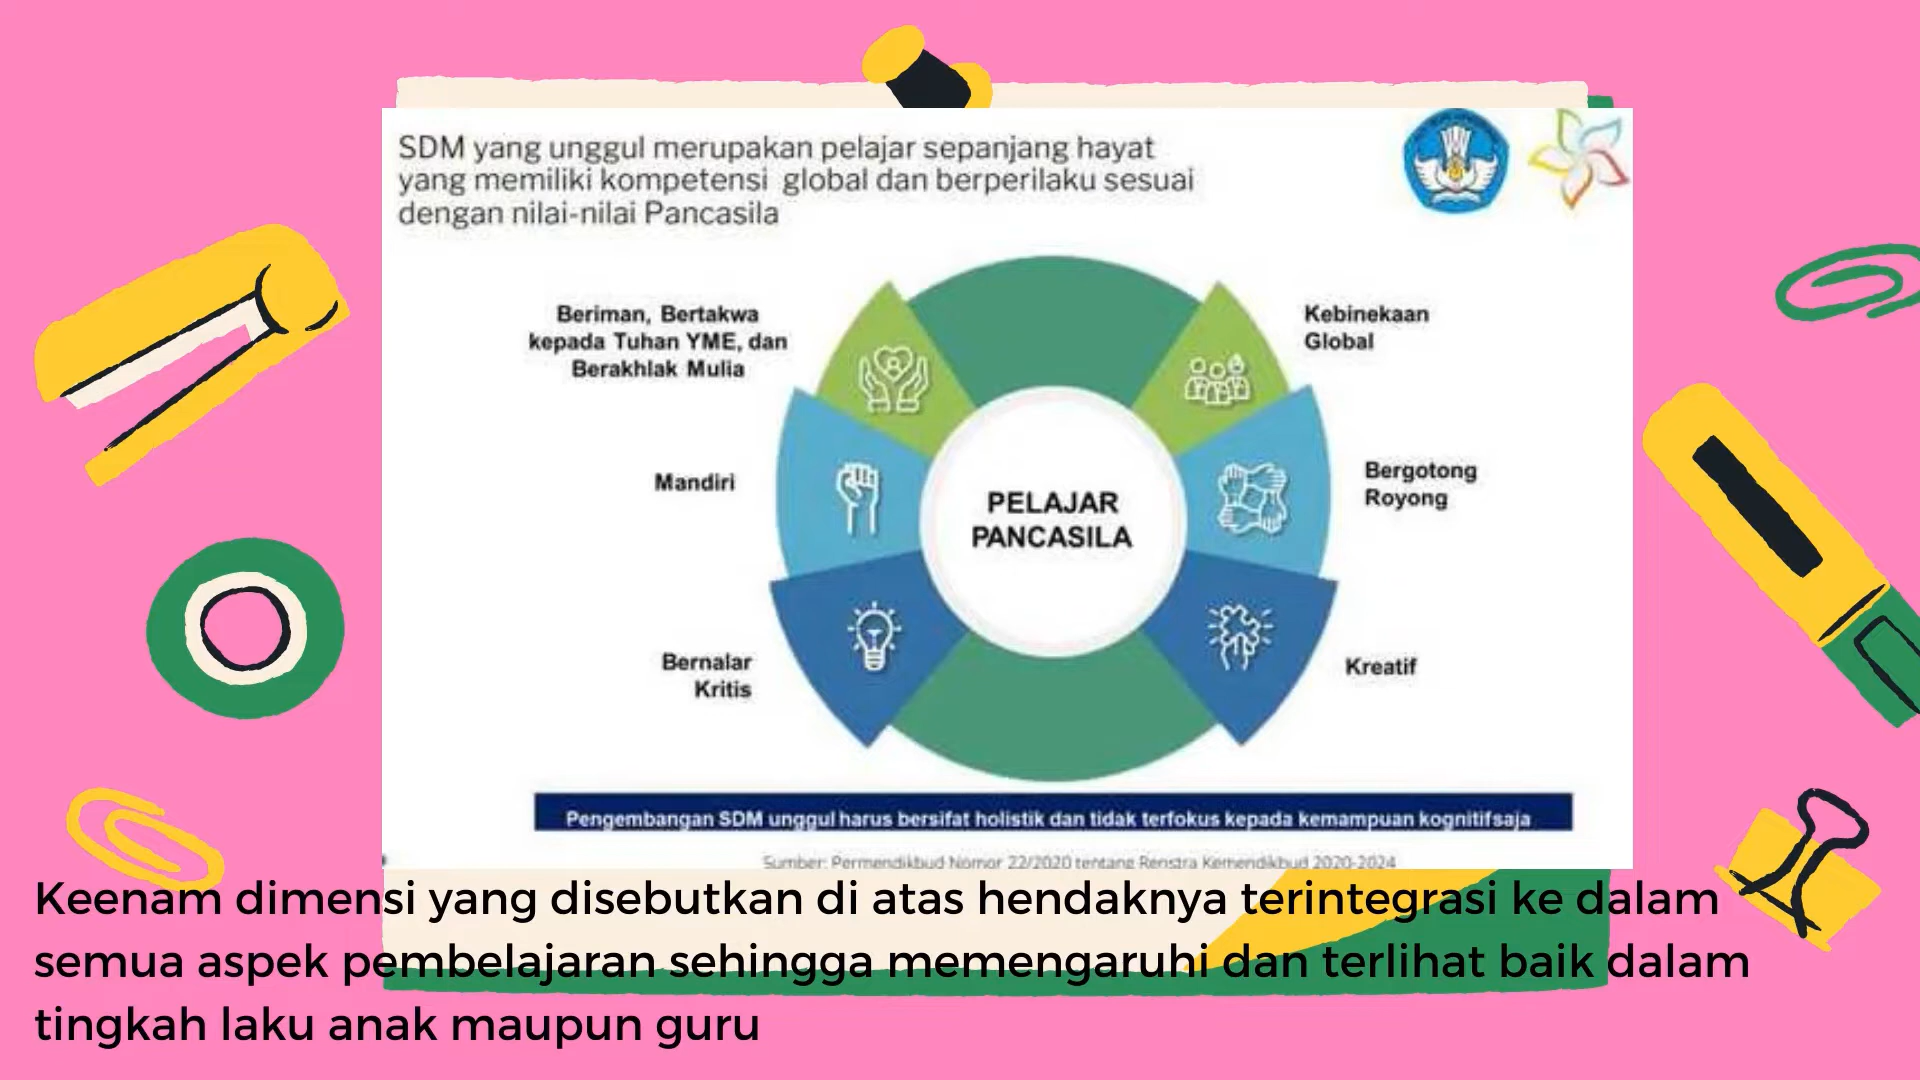 SDM yang unggul merupakan pelajar sepanjang hayat
yang memiliki kompetensi global dan berperilaku sesuai
dengan nilai-nilai Pancasila
Beriman, Bertakwa
kepada Tuhan YME, dan
Berakhlak Mulia
Kebinekaan
Global
Mandiri
Bergotong
Royong
PELAJAR
PANCASILA
Bernalar
Kritis
Kreatif
Pengembangan SDM unggul harus bersifat holistik dan tidak terfokus kepada kemampuan kognitif saja
Sumber: Permendikbud Nomor 22/2020 tentang Renstra Kemendikbud 2020-2024
Keenam dimensi yang disebutkan di atas hendaknya terintegrasi ke dalam
semua aspek pembelajaran sehingga memengaruhi dan terlihat baik dalam
tingkah laku anak maupun guru